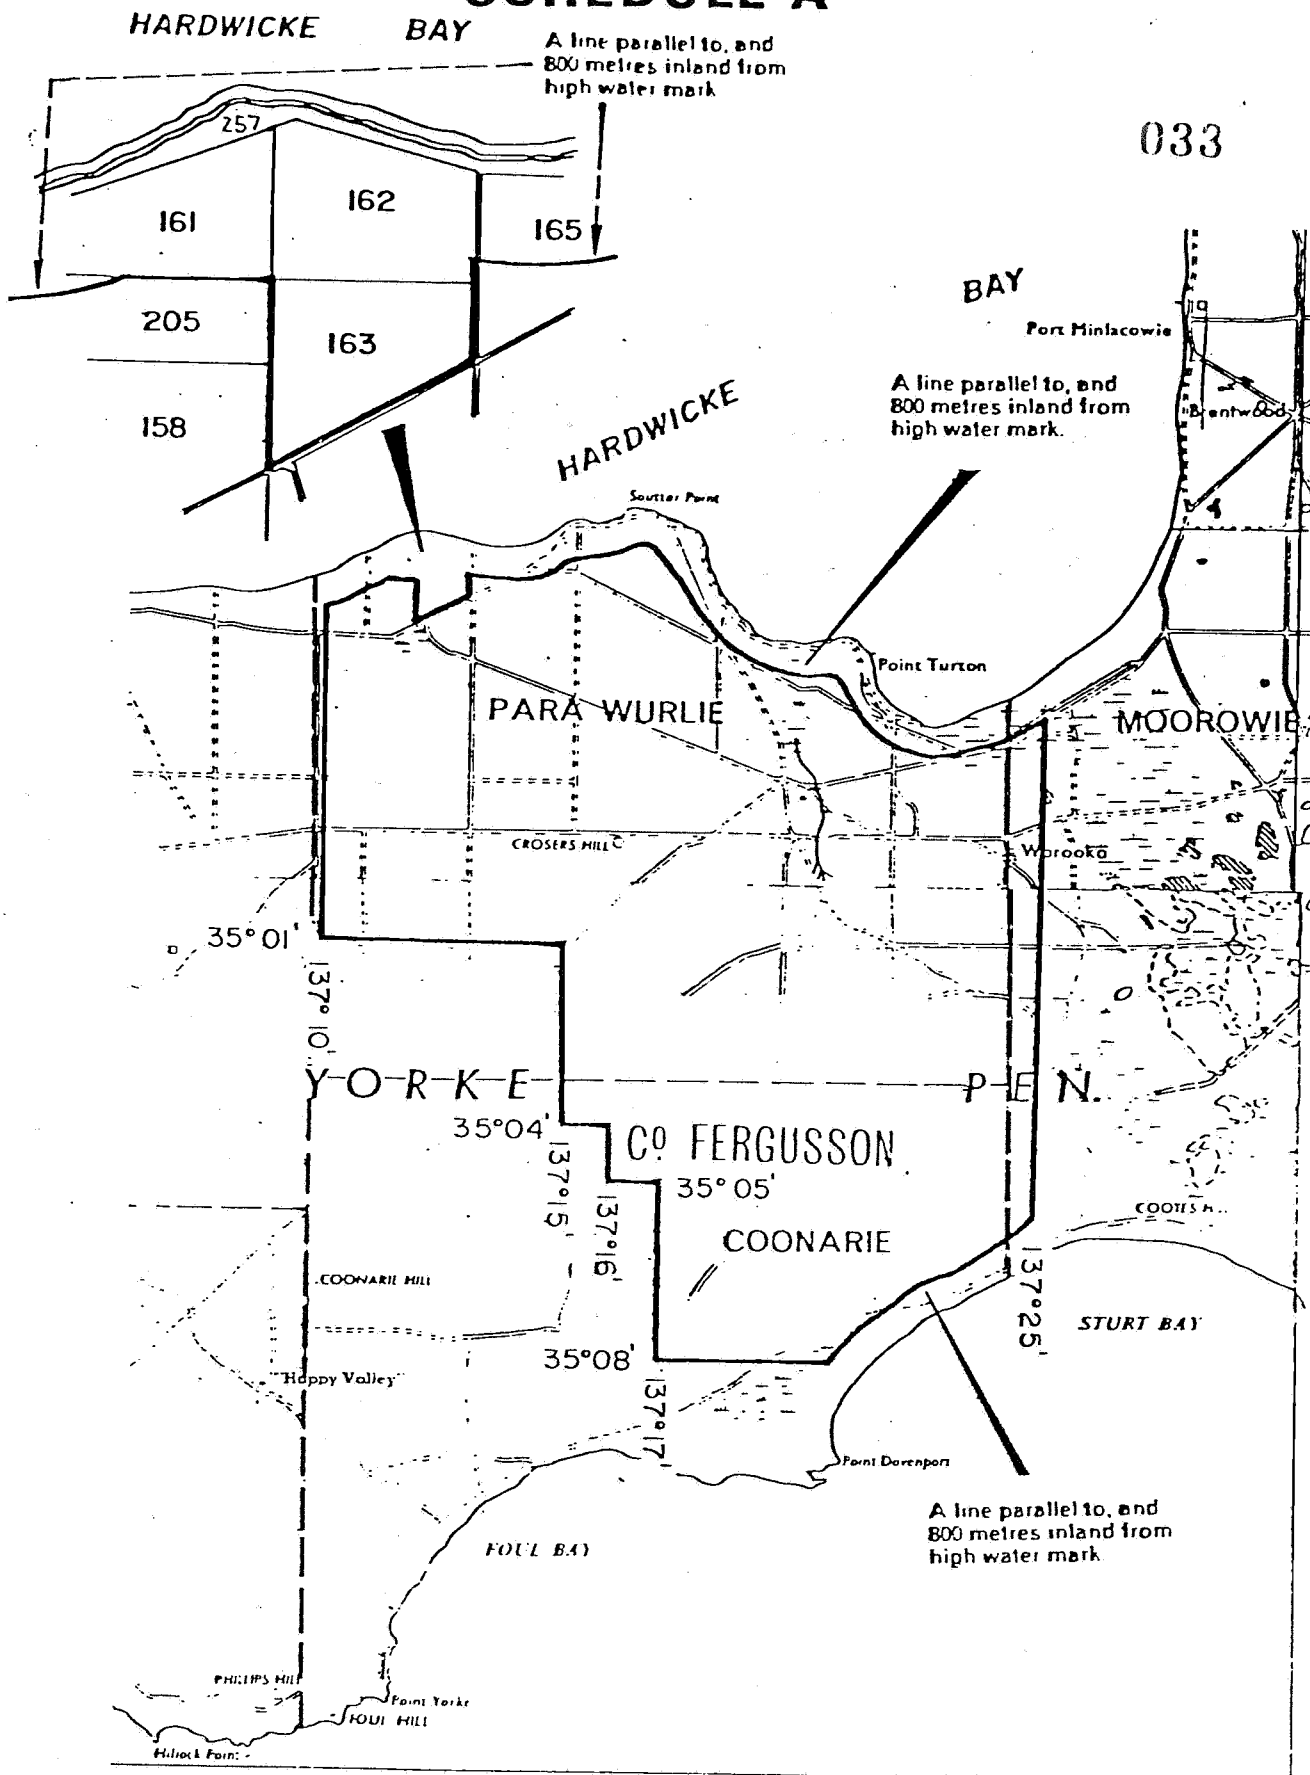 SCHEDULE A
HARDWICKE BAY
A line parallel to, and
800 metres inland from
high water mark
033
257
161
162
165
205
163
158
BAY
Port Minlacowie
HARDWICKE
A line parallel to, and
800 metres inland from
high water mark.
Brentwood
Souttar Point
Point Turton
PARA WURLIE
MOOROWIE
CROSERS HILL
Warooka
35°01'
137°10'
YORKE PEN.
35°04'
Co FERGUSSON
137°15'
35°05'
137°16'
COOTES H..
COONARIE
COONARIE HILL
137°25'
STURT BAY
35°08'
"Happy Valley"
137°17'
Point Davenport
A line parallel to, and
800 metres inland from
high water mark
FOUL BAY
PHILLIPS HILL
Point Yorke
FOUL HILL
Hillock Point